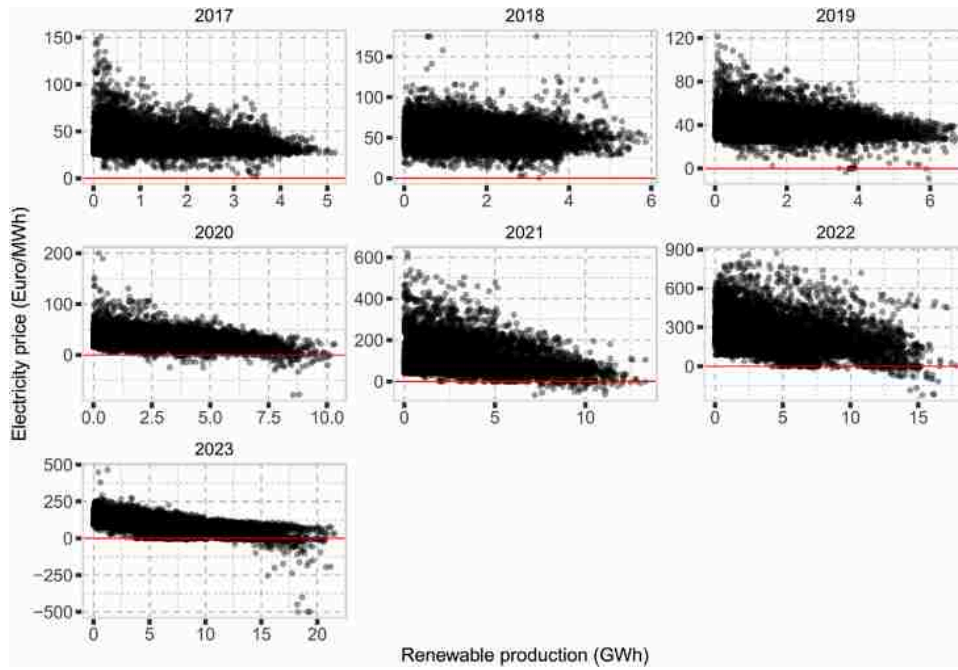 2017 2018 2019
150 100 50 0
0 1 2 3 4 5
150 100 50 0
0 2 4 6
120 80 40 0
0 2 4 6
2020 2021 2022
200 100 0
0.0 2.5 5.0 7.5 10.0
600 400 200 0
0 5 10
900 600 300 0
0 5 10 15
2023
500 250 0 −250 −500
0 5 10 15 20
Electricity price (Euro/MWh)
Renewable production (GWh)